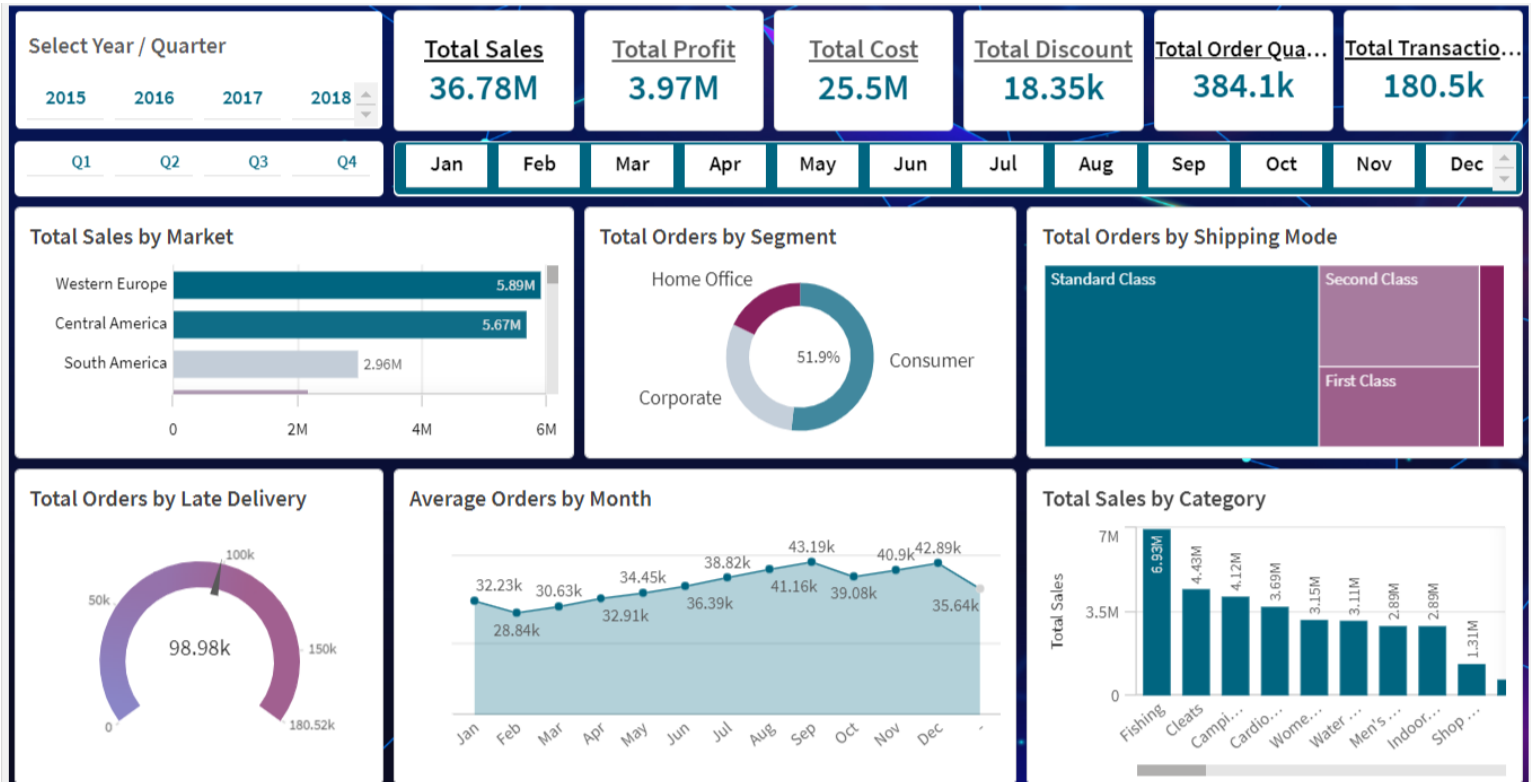 Select Year / Quarter
2015 2016 2017 2018
Q1 Q2 Q3 Q4
Total Sales
36.78M
Total Profit
3.97M
Total Cost
25.5M
Total Discount
18.35k
Total Order Qua...
384.1k
Total Transactio...
180.5k
Jan Feb Mar Apr May Jun Jul Aug Sep Oct Nov Dec
Total Sales by Market
Western Europe 5.89M
Central America 5.67M
South America 2.96M
0 2M 4M 6M
Total Orders by Segment
Home Office
51.9%
Consumer
Corporate
Total Orders by Shipping Mode
Standard Class
Second Class
First Class
Total Orders by Late Delivery
100k
50k
98.98k
150k
0
180.52k
Average Orders by Month
32.23k
28.84k
30.63k
32.91k
34.45k
36.39k
38.82k
41.16k
43.19k
39.08k
40.9k
42.89k
35.64k
Jan Feb Mar Apr May Jun Jul Aug Sep Oct Nov Dec -
Total Sales by Category
Total Sales
7M
3.5M
0
6.93M
4.43M
4.12M
3.69M
3.15M
3.11M
2.89M
2.89M
1.31M
Fishing
Cleats
Campi...
Cardio...
Wome...
Water ...
Men's ...
Indoor...
Shop ...